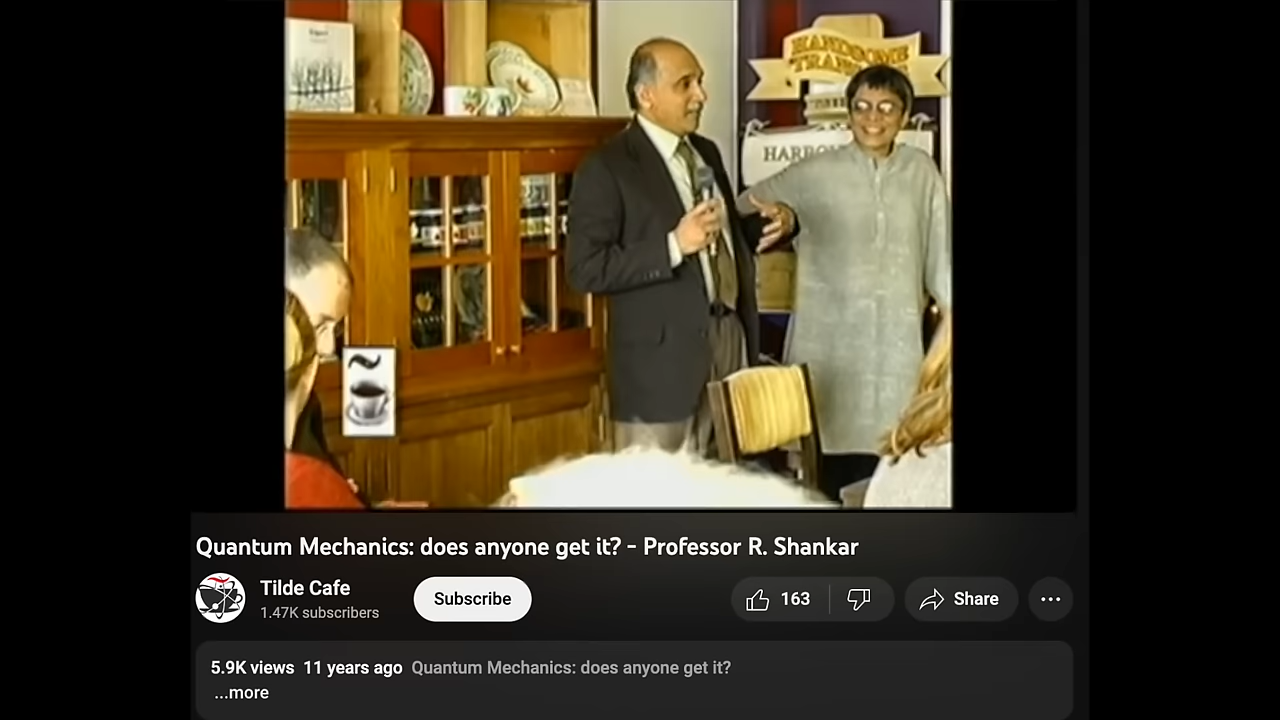 HANDSOME
HARRO
Quantum Mechanics: does anyone get it? - Professor R. Shankar
Tilde Cafe
1.47K subscribers
Subscribe
163
Share
5.9K views 11 years ago Quantum Mechanics: does anyone get it?
...more